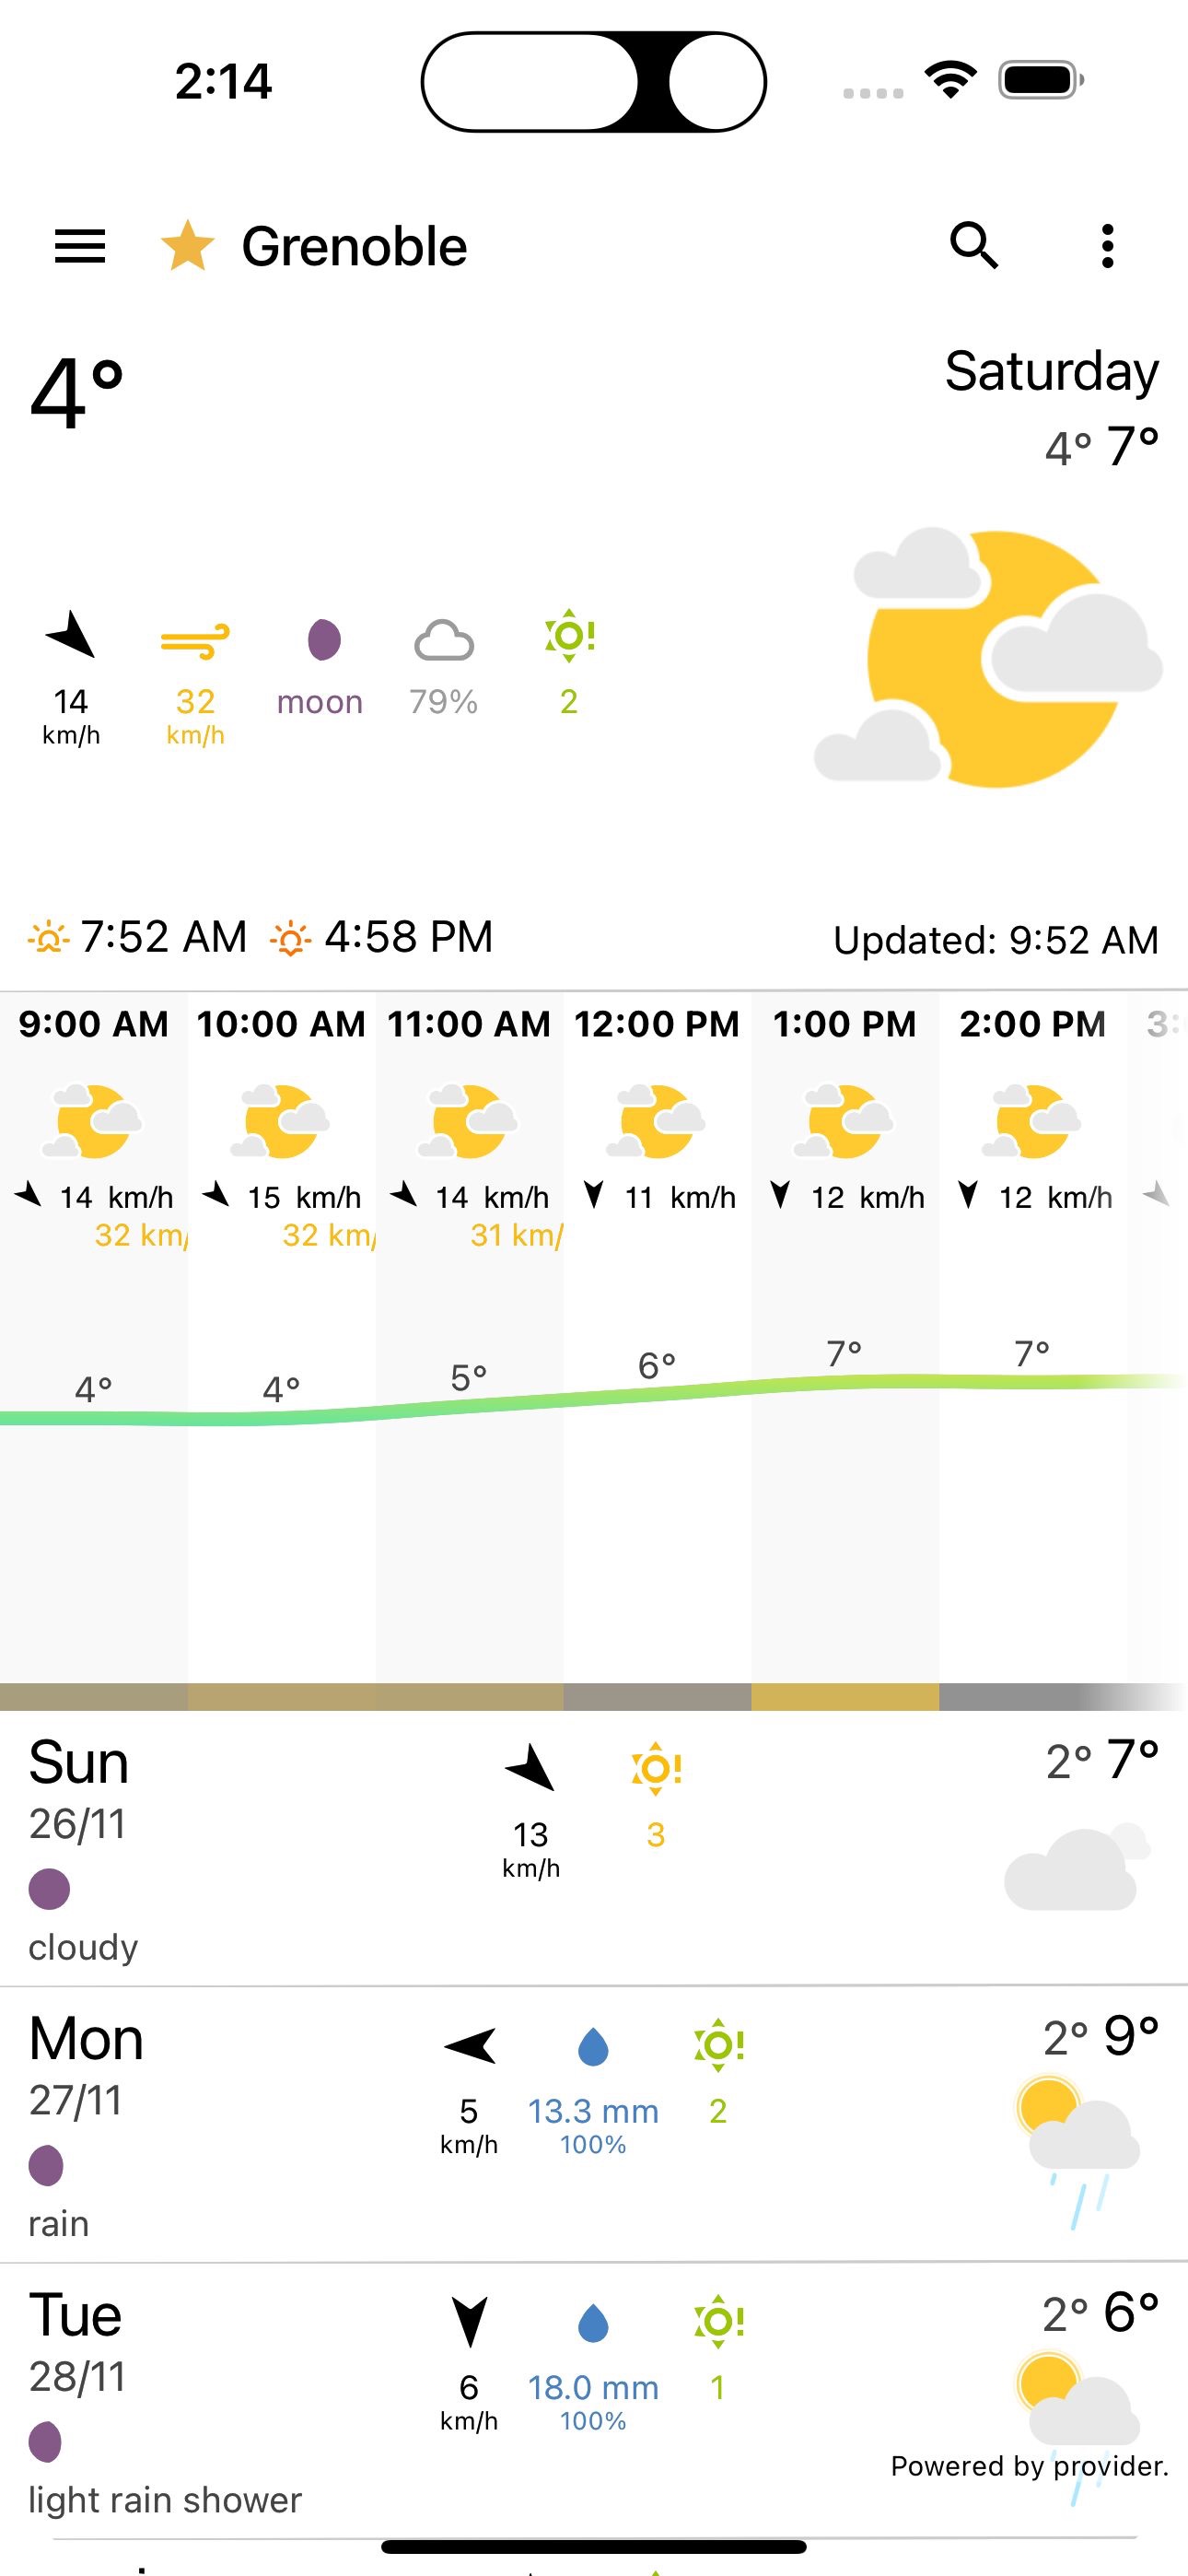 2:14
Grenoble
4°
Saturday
4° 7°
14 km/h
32 km/h
moon
79%
2
7:52 AM 4:58 PM
Updated: 9:52 AM
9:00 AM 10:00 AM 11:00 AM 12:00 PM 1:00 PM 2:00 PM 3:
14 km/h 15 km/h 14 km/h 11 km/h 12 km/h 12 km/h
32 km/ 32 km/ 31 km/
4° 4° 5° 6° 7° 7°
Sun
26/11
cloudy
13 km/h
3
2° 7°
Mon
27/11
rain
5 km/h
13.3 mm
100%
2
2° 9°
Tue
28/11
light rain shower
6 km/h
18.0 mm
100%
1
2° 6°
Powered by provider.